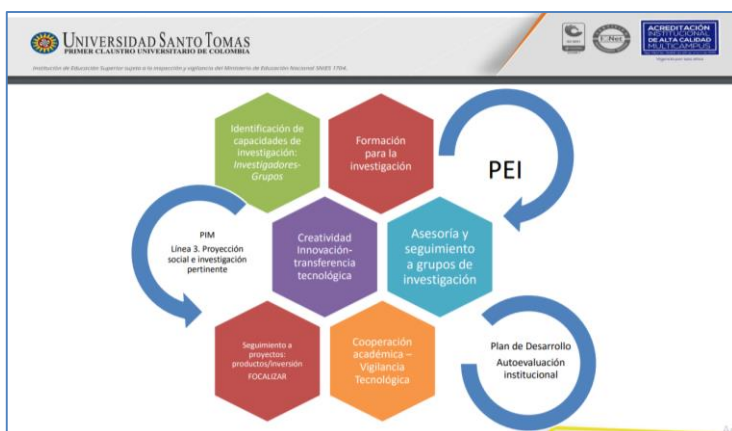 UNIVERSIDAD SANTO TOMAS
PRIMER CLAUSTRO UNIVERSITARIO DE COLOMBIA
Institución de Educación Superior sujeta a la inspección y vigilancia del Ministerio de Educación Nacional SNIES 1704.
ACREDITACIÓN
INSTITUCIONAL
DE ALTA CALIDAD
MULTICAMPUS
Identificación de
capacidades de
investigación:
Investigadores-
Grupos
Formación
para la
investigación
PEI
PIM
Línea 3. Proyección
social e investigación
pertinente
Creatividad
Innovación-
transferencia
tecnológica
Asesoría y
seguimiento
a grupos de
investigación
Seguimiento a
proyectos:
productos/inversión
FOCALIZAR
Cooperación
académica –
Vigilancia
Tecnológica
Plan de Desarrollo
Autoevaluación
institucional